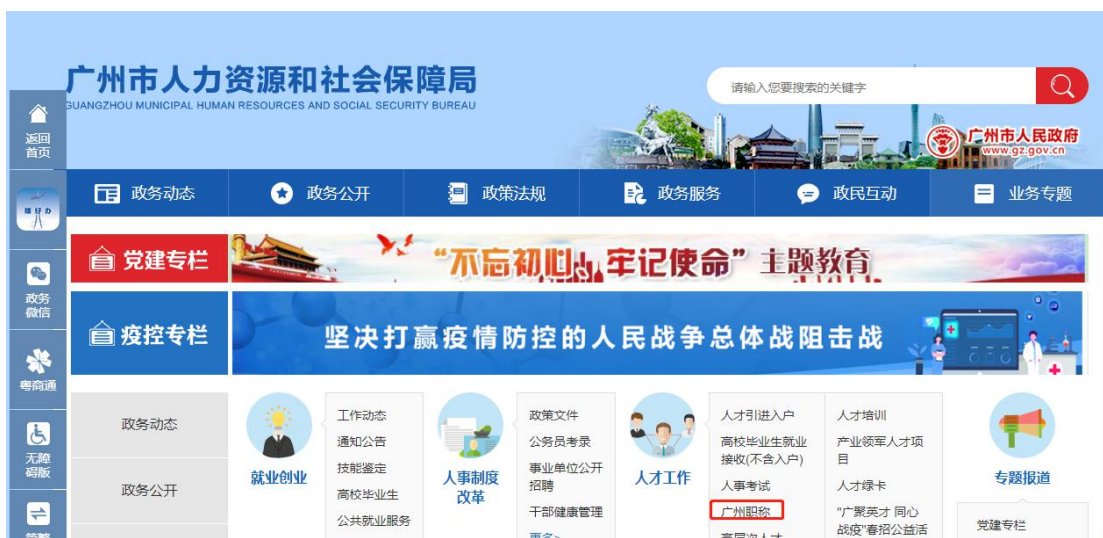 广州市人力资源和社会保障局
GUANGZHOU MUNICIPAL HUMAN RESOURCES AND SOCIAL SECURITY BUREAU
请输入您要搜索的关键字
广州市人民政府
www.gz.gov.cn
返回
首页
穗好办
政务
微信
粤商通
无障
碍版
政务动态
政务公开
政策法规
政务服务
政民互动
业务专题
党建专栏
“不忘初心、牢记使命”主题教育
疫控专栏
坚决打赢疫情防控的人民战争总体战阻击战
政务动态
政务公开
就业创业
工作动态
通知公告
技能鉴定
高校毕业生
公共就业服务
人事制度
改革
政策文件
公务员考录
事业单位公开
招聘
干部健康管理
更多>
人才工作
人才引进入户
高校毕业生就业
接收(不含入户)
人事考试
广州职称
高层次人才
人才培训
产业领军人才项
目
人才绿卡
“广聚英才 同心
战疫”春招公益活
专题报道
党建专栏